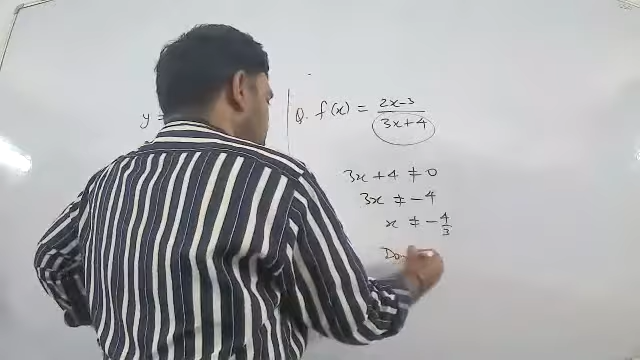 y =
Q. f(x) = 2x-3 / 3x+4
3x + 4 ≠ 0
3x ≠ -4
x ≠ -4/3
Do